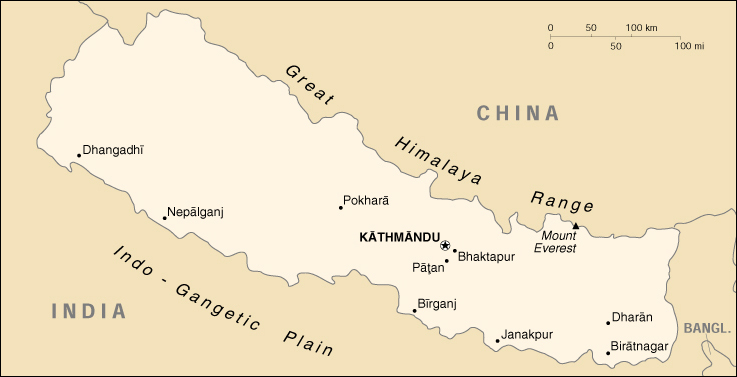 0 50 100 km
0 50 100 mi
Great Himalaya Range
CHINA
Dhangadhī
Nepālganj
Pokharā
KĀTHMĀNDU
Mount
Everest
Bhaktapur
Pāţan
Indo - Gangetic Plain
INDIA
Bīrganj
Dharān
BANGL.
Janakpur
Birātnagar